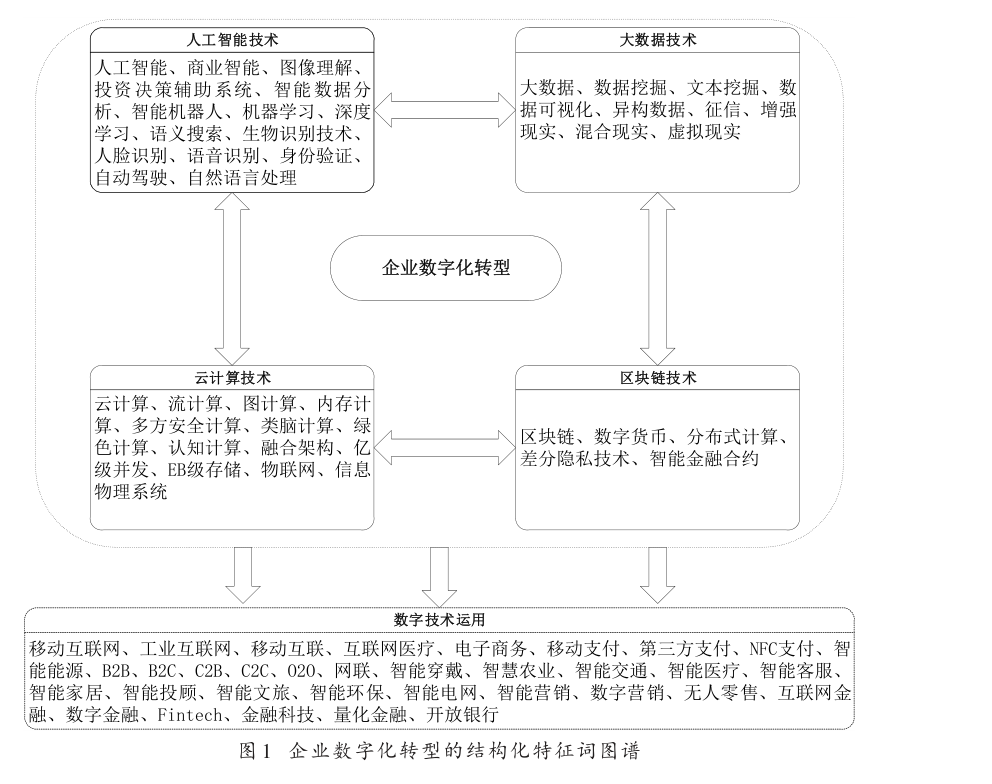 人工智能技术
人工智能、商业智能、图像理解、
投资决策辅助系统、智能数据分
析、智能机器人、机器学习、深度
学习、语义搜索、生物识别技术、
人脸识别、语音识别、身份验证、
自动驾驶、自然语言处理
大数据技术
大数据、数据挖掘、文本挖掘、数
据可视化、异构数据、征信、增强
现实、混合现实、虚拟现实
企业数字化转型
云计算技术
云计算、流计算、图计算、内存计
算、多方安全计算、类脑计算、绿
色计算、认知计算、融合架构、亿
级并发、EB级存储、物联网、信息
物理系统
区块链技术
区块链、数字货币、分布式计算、
差分隐私技术、智能金融合约
数字技术运用
移动互联网、工业互联网、移动互联、互联网医疗、电子商务、移动支付、第三方支付、NFC支付、智
能能源、B2B、B2C、C2B、C2C、O2O、网联、智能穿戴、智慧农业、智能交通、智能医疗、智能客服、
智能家居、智能投顾、智能文旅、智能环保、智能电网、智能营销、数字营销、无人零售、互联网金
融、数字金融、Fintech、金融科技、量化金融、开放银行
图1 企业数字化转型的结构化特征词图谱